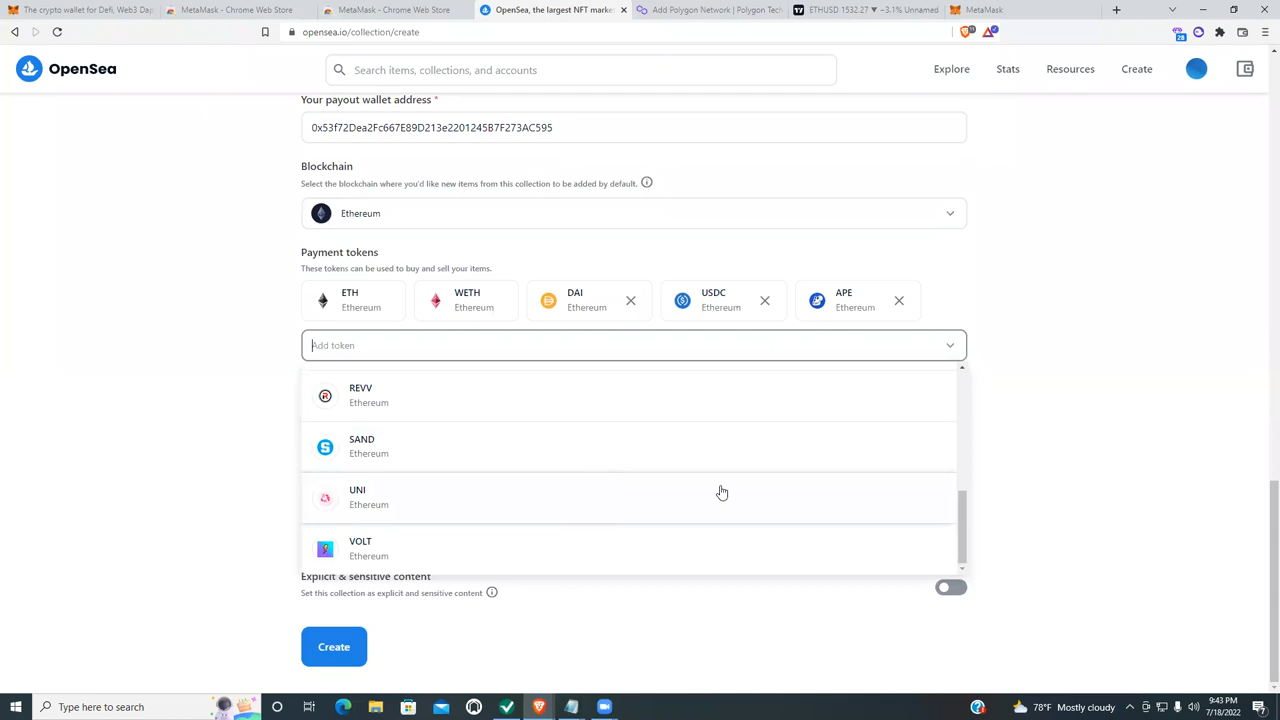 The crypto wallet for Defi, Web3 Dap
MetaMask - Chrome Web Store
MetaMask - Chrome Web Store
OpenSea, the largest NFT marke
Add Polygon Network | Polygon Tech
ETHUSD 1532.27 ▼ −3.1% Unnamed
MetaMask
opensea.io/collection/create
28
OpenSea
Search items, collections, and accounts
Explore
Stats
Resources
Create
Your payout wallet address *
0x53f72Dea2Fc667E89D213e2201245B7F273AC595
Blockchain
Select the blockchain where you'd like new items from this collection to be added by default.
Ethereum
Payment tokens
These tokens can be used to buy and sell your items.
ETH
Ethereum
WETH
Ethereum
DAI
Ethereum
USDC
Ethereum
APE
Ethereum
Add token
REVV
Ethereum
SAND
Ethereum
UNI
Ethereum
VOLT
Ethereum
Explicit & sensitive content
Set this collection as explicit and sensitive content
Create
Type here to search
78°F Mostly cloudy
9:43 PM
7/18/2022